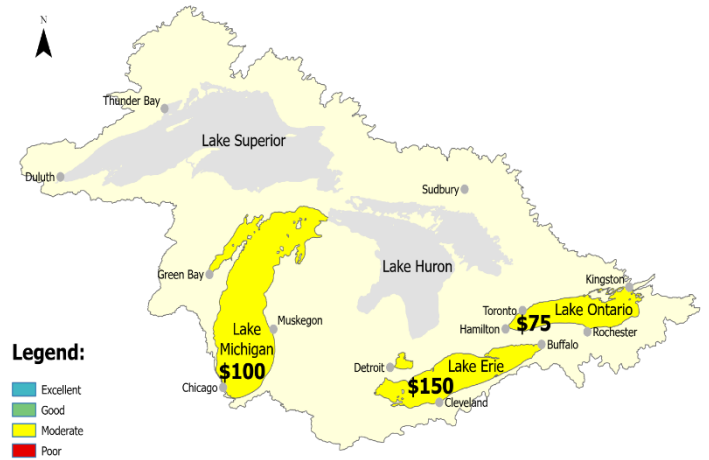 N
Thunder Bay
Lake Superior
Duluth
Sudbury
Green Bay
Lake Huron
Kingston
Toronto
Lake Ontario
$75
Hamilton
Rochester
Muskegon
Lake
Michigan
$100
Buffalo
Detroit
Lake Erie
$150
Chicago
Cleveland
Legend:
Excellent
Good
Moderate
Poor